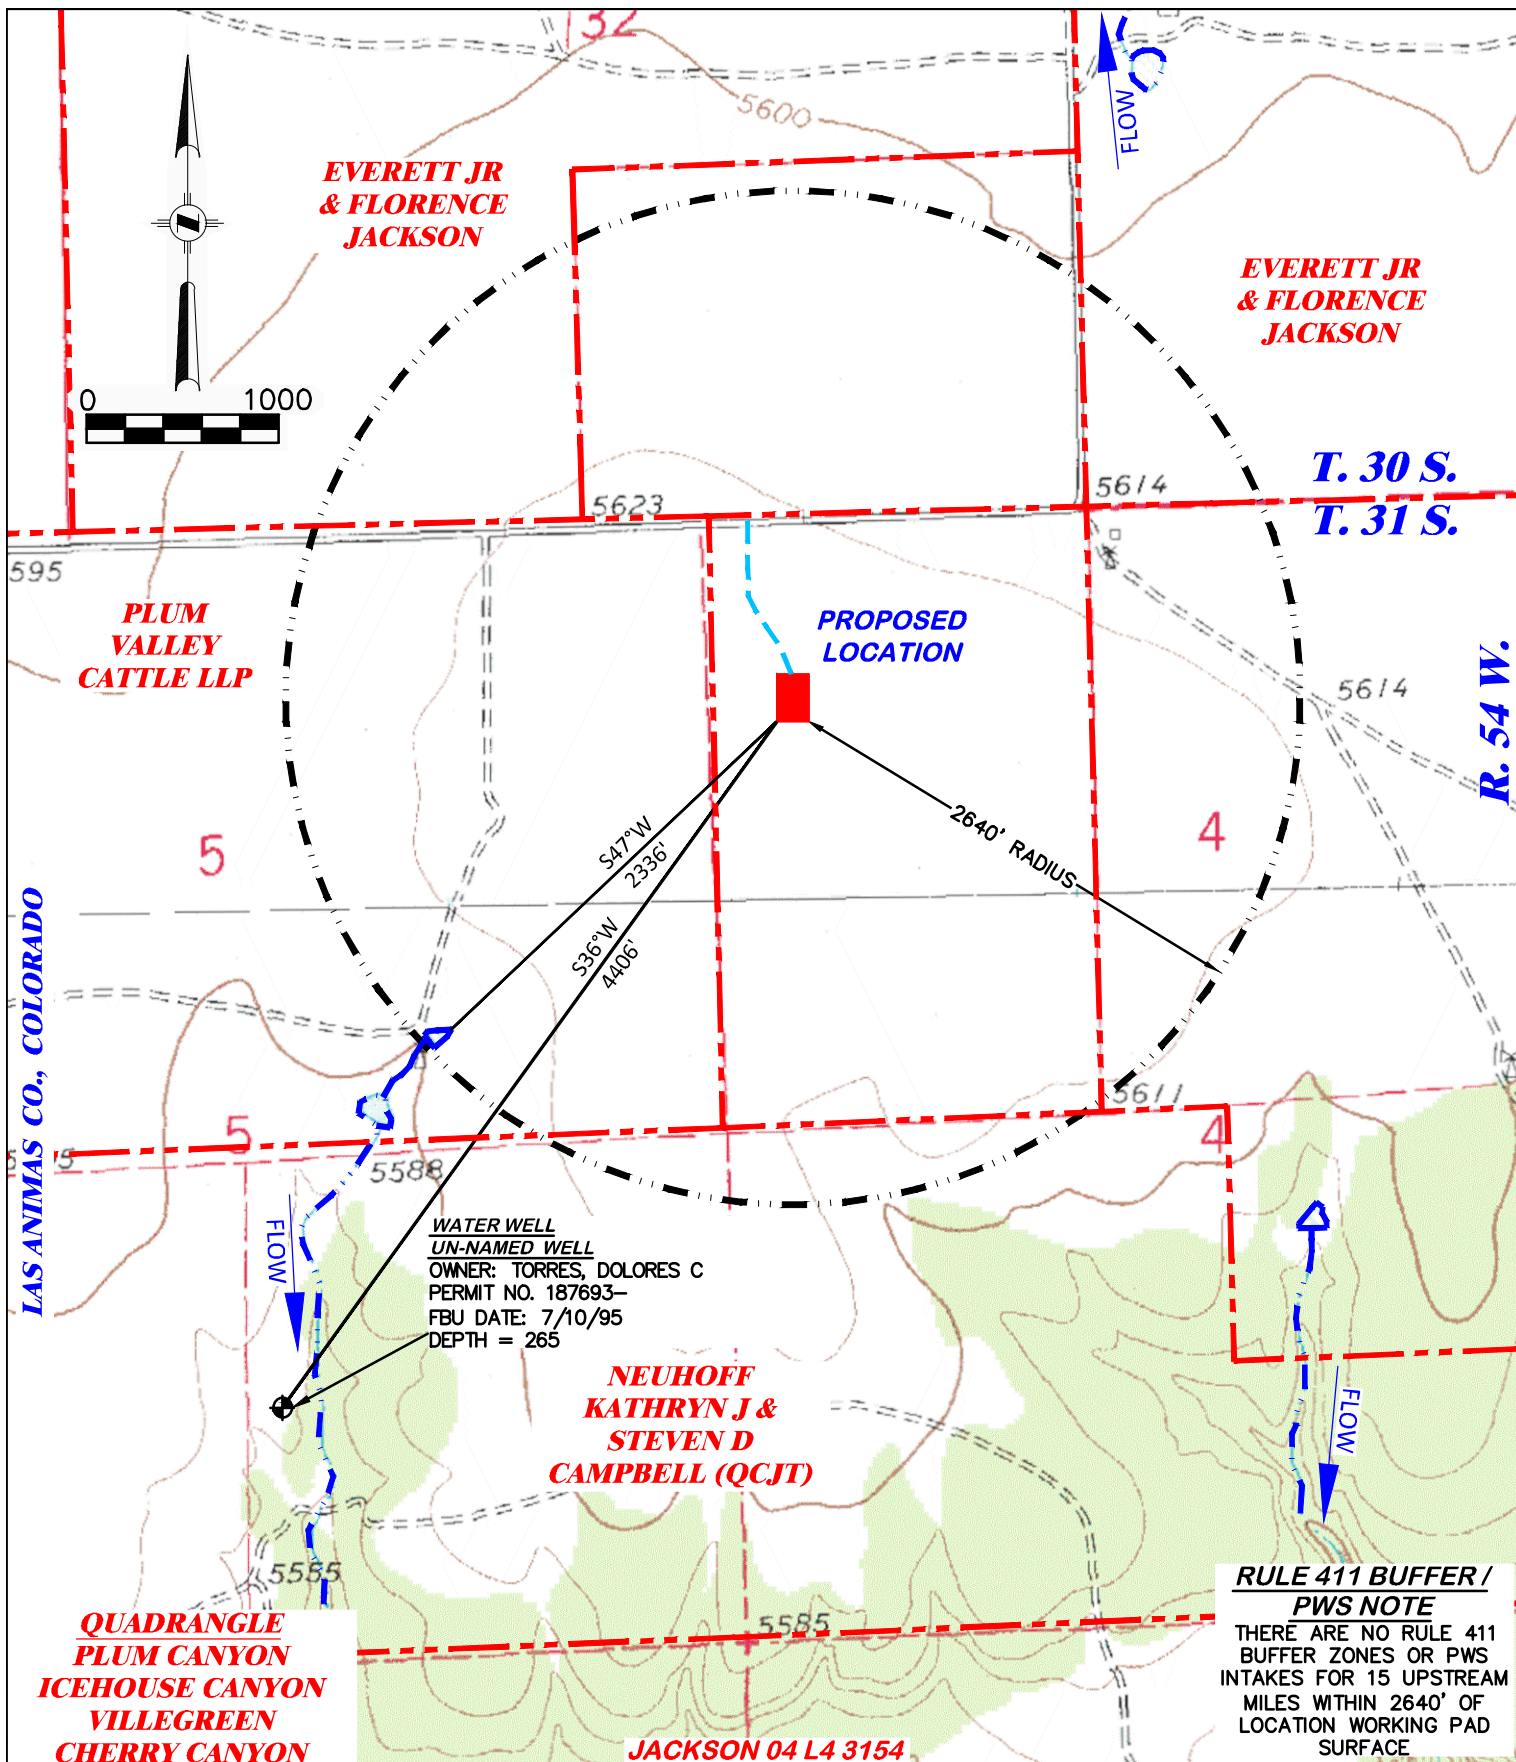 32
5600
FLOW
EVERETT JR
& FLORENCE
JACKSON
EVERETT JR
& FLORENCE
JACKSON
0 1000
T. 30 S.
T. 31 S.
5623
5614
595
PLUM
VALLEY
CATTLE LLP
PROPOSED
LOCATION
R. 54 W.
5614
2640' RADIUS
S47°W
2336'
S36°W
4406'
5
4
LAS ANIMAS CO., COLORADO
5
5588
5611
4
FLOW
WATER WELL
UN-NAMED WELL
OWNER: TORRES, DOLORES C
PERMIT NO. 187693–
FBU DATE: 7/10/95
DEPTH = 265
NEUHOFF
KATHRYN J &
STEVEN D
CAMPBELL (QCJT)
FLOW
5585
5585
QUADRANGLE
PLUM CANYON
ICEHOUSE CANYON
VILLEGREEN
CHERRY CANYON
JACKSON 04 L4 3154
RULE 411 BUFFER /
PWS NOTE
THERE ARE NO RULE 411
BUFFER ZONES OR PWS
INTAKES FOR 15 UPSTREAM
MILES WITHIN 2640' OF
LOCATION WORKING PAD
SURFACE